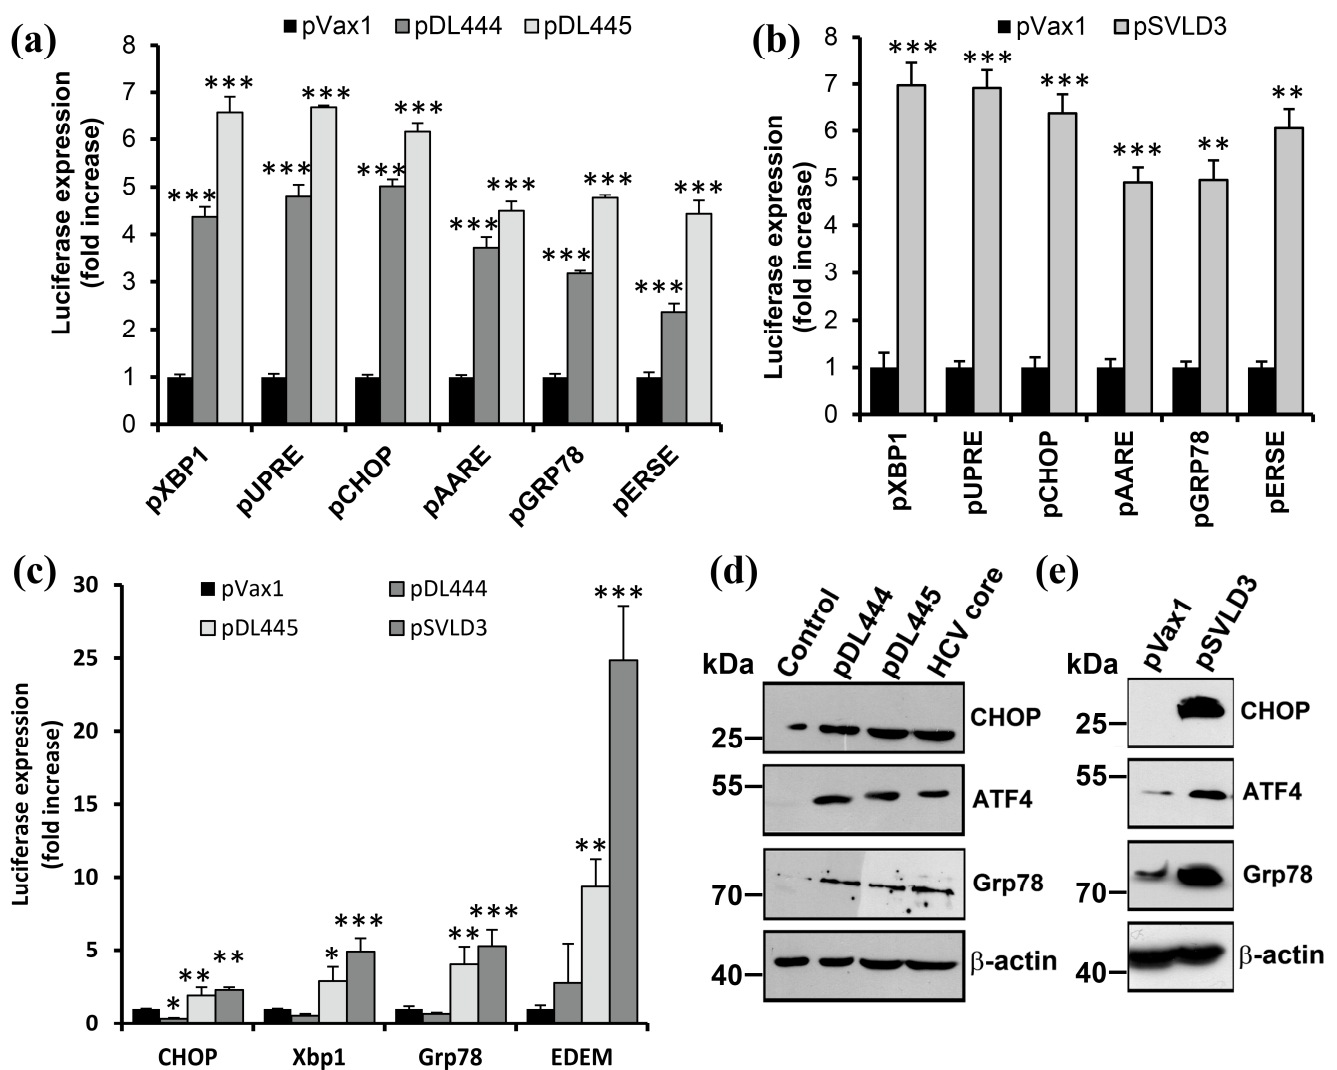 (a)
pVax1 pDL444 pDL445
Luciferase expression
(fold increase)
8
7
6
5
4
3
2
1
0
*** *** *** *** *** *** *** *** *** *** *** ***
pXBP1 pUPRE pCHOP pAARE pGRP78 pERSE
(b)
pVax1 pSVLD3
Luciferase expression
(fold increase)
8
7
6
5
4
3
2
1
0
*** *** *** *** ** **
pXBP1 pUPRE pCHOP pAARE pGRP78 pERSE
(c)
pVax1 pDL444
pDL445 pSVLD3
Luciferase expression
(fold increase)
30
25
20
15
10
5
0
* ** ** * *** ** *** ** ***
CHOP Xbp1 Grp78 EDEM
(d)
kDa Control pDL444 pDL445 HCV core
25 CHOP
55 ATF4
70 Grp78
40 β-actin
(e)
kDa pVax1 pSVLD3
25 CHOP
55 ATF4
70 Grp78
40 β-actin